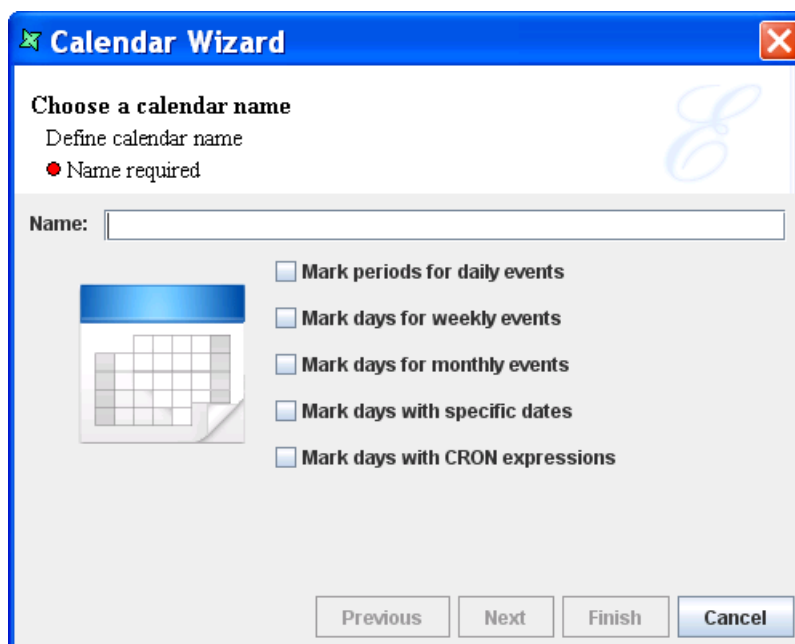 Calendar Wizard
Choose a calendar name
Define calendar name
Name required
Name:
Mark periods for daily events
Mark days for weekly events
Mark days for monthly events
Mark days with specific dates
Mark days with CRON expressions
Previous Next Finish Cancel